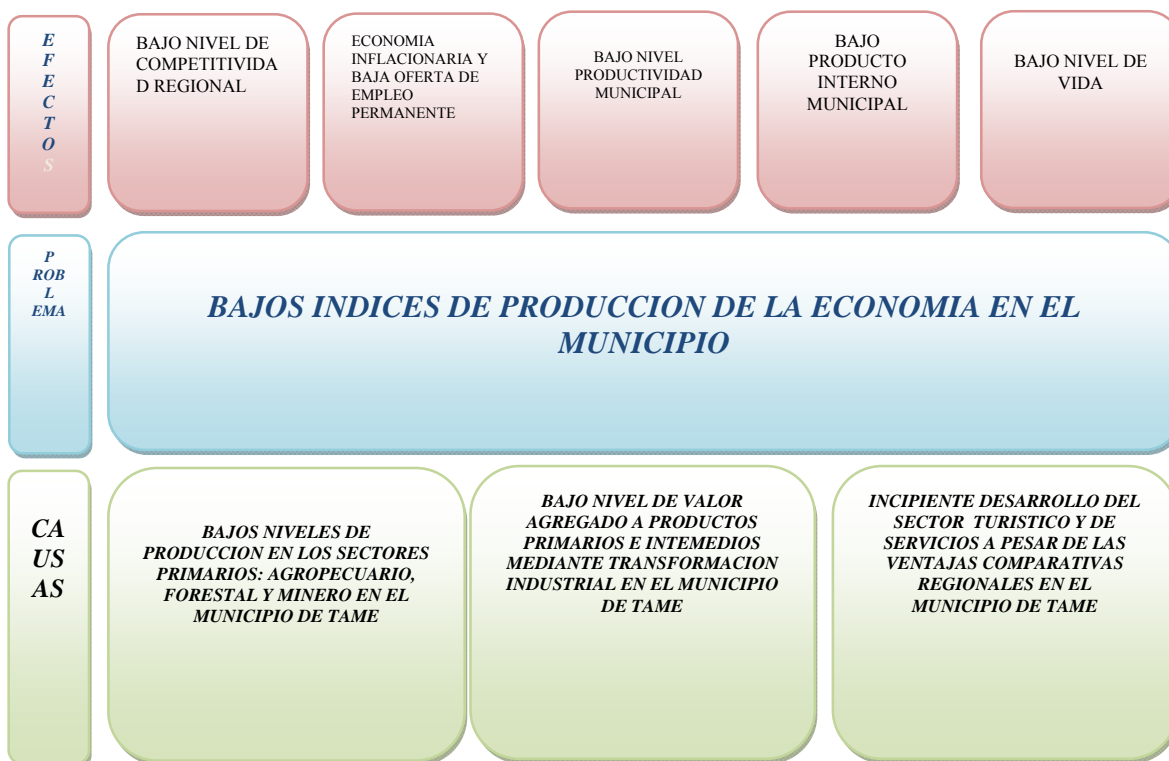 E
F
E
C
T
O
S
BAJO NIVEL DE
COMPETITIVIDA
D REGIONAL
ECONOMIA
INFLACIONARIA Y
BAJA OFERTA DE
EMPLEO
PERMANENTE
BAJO NIVEL
PRODUCTIVIDAD
MUNICIPAL
BAJO
PRODUCTO
INTERNO
MUNICIPAL
BAJO NIVEL DE
VIDA
P
ROB
L
EMA
BAJOS INDICES DE PRODUCCION DE LA ECONOMIA EN EL
MUNICIPIO
CA
US
AS
BAJOS NIVELES DE
PRODUCCION EN LOS SECTORES
PRIMARIOS: AGROPECUARIO,
FORESTAL Y MINERO EN EL
MUNICIPIO DE TAME
BAJO NIVEL DE VALOR
AGREGADO A PRODUCTOS
PRIMARIOS E INTEMEDIOS
MEDIANTE TRANSFORMACION
INDUSTRIAL EN EL MUNICIPIO
DE TAME
INCIPIENTE DESARROLLO DEL
SECTOR TURISTICO Y DE
SERVICIOS A PESAR DE LAS
VENTAJAS COMPARATIVAS
REGIONALES EN EL
MUNICIPIO DE TAME